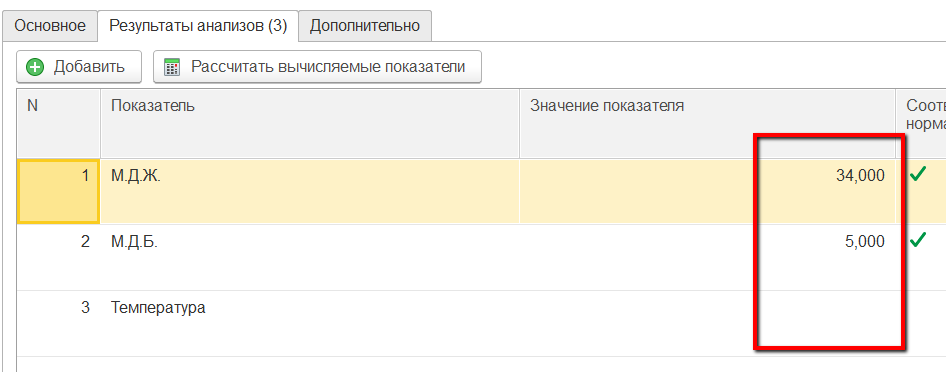 Основное Результаты анализов (3) Дополнительно
Добавить Рассчитать вычисляемые показатели
N Показатель Значение показателя Соотв
норма
1 М.Д.Ж. 34,000
2 М.Д.Б. 5,000
3 Температура